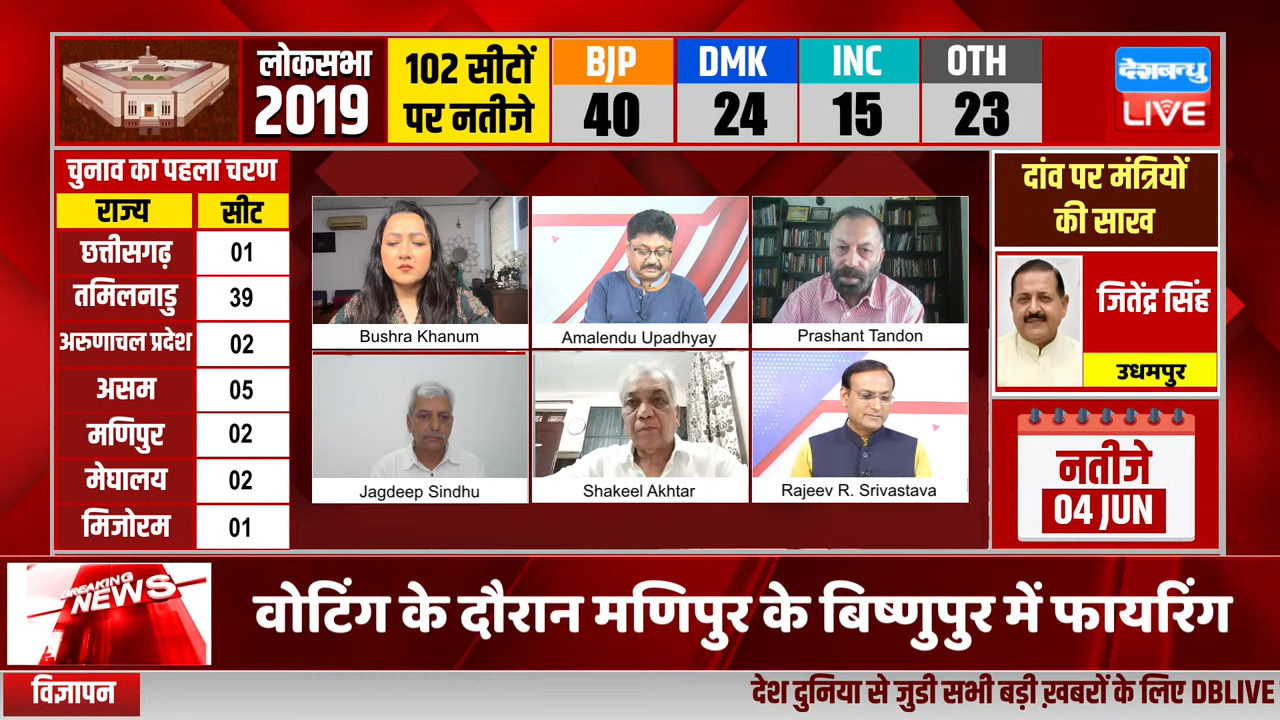 लोकसभा
2019
102 सीटों
पर नतीजे
BJP
40
DMK
24
INC
15
OTH
23
देशबन्धु
LIVE
चुनाव का पहला चरण
राज्य सीट
छत्तीसगढ़ 01
तमिलनाडु 39
अरुणाचल प्रदेश 02
असम 05
मणिपुर 02
मेघालय 02
मिजोरम 01
Bushra Khanum
Amalendu Upadhyay
Prashant Tandon
Jagdeep Sindhu
Shakeel Akhtar
Rajeev R. Srivastava
दांव पर मंत्रियों
की साख
जितेंद्र सिंह
उधमपुर
नतीजे
04 JUN
BREAKING
NEWS
वोटिंग के दौरान मणिपुर के बिष्णुपुर में फायरिंग
विज्ञापन
देश दुनिया से जुडी सभी बड़ी ख़बरों के लिए DBLIVE